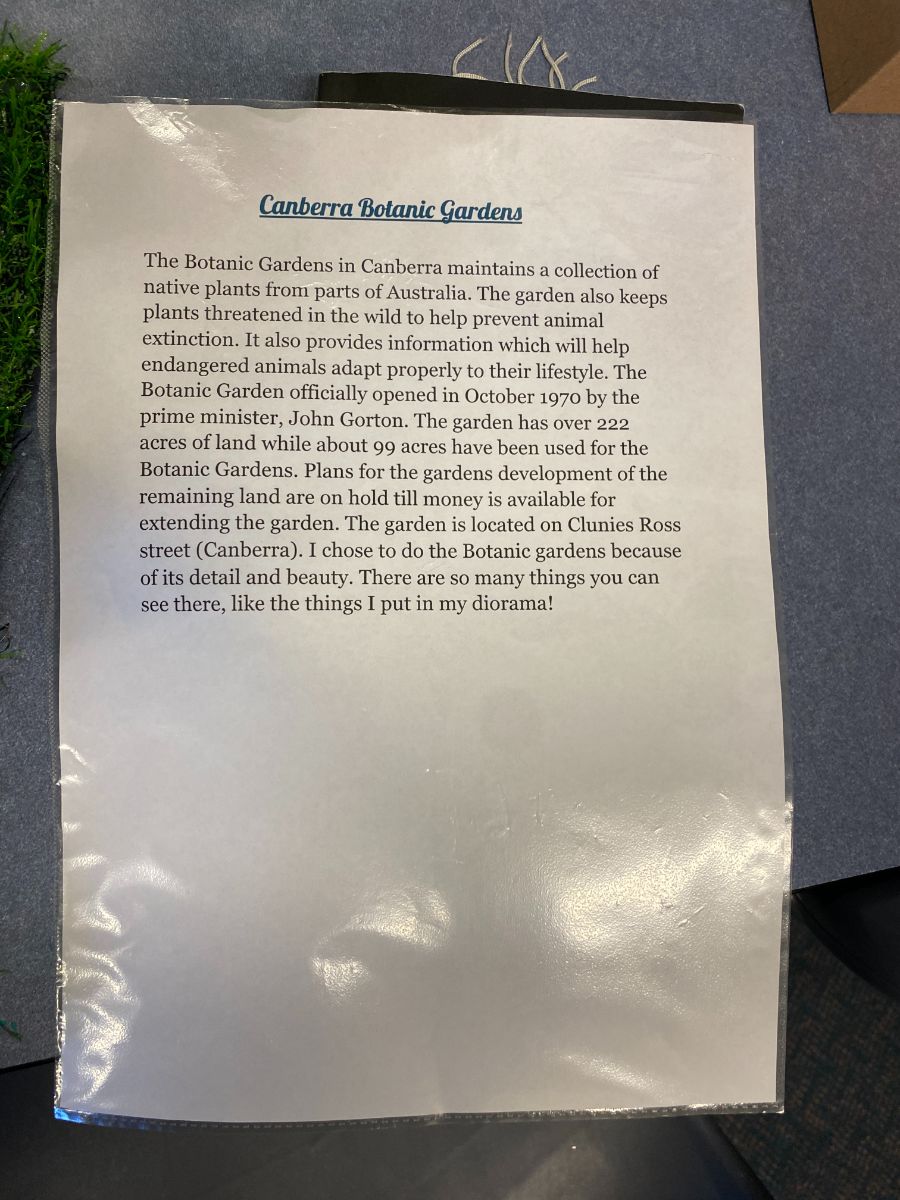 Canberra Botanic Gardens
The Botanic Gardens in Canberra maintains a collection of
native plants from parts of Australia. The garden also keeps
plants threatened in the wild to help prevent animal
extinction. It also provides information which will help
endangered animals adapt properly to their lifestyle. The
Botanic Garden officially opened in October 1970 by the
prime minister, John Gorton. The garden has over 222
acres of land while about 99 acres have been used for the
Botanic Gardens. Plans for the gardens development of the
remaining land are on hold till money is available for
extending the garden. The garden is located on Clunies Ross
street (Canberra). I chose to do the Botanic gardens because
of its detail and beauty. There are so many things you can
see there, like the things I put in my diorama!